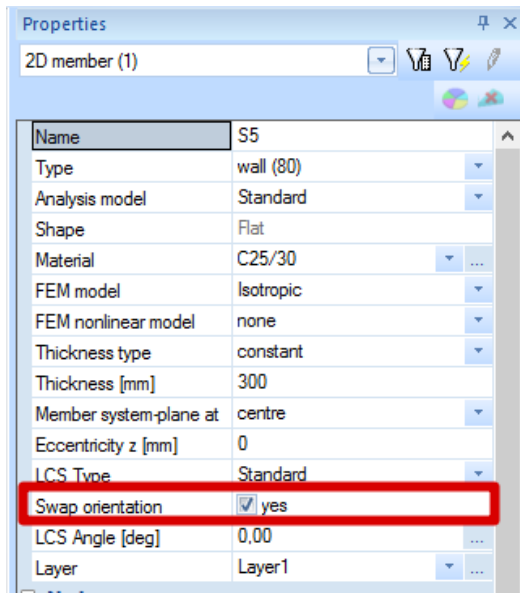 Properties
2D member (1)
Name S5
Type wall (80)
Analysis model Standard
Shape Flat
Material C25/30 ...
FEM model Isotropic
FEM nonlinear model none
Thickness type constant
Thickness [mm] 300
Member system-plane at centre
Eccentricity z [mm] 0
LCS Type Standard
Swap orientation yes
LCS Angle [deg] 0,00 ...
Layer Layer1 ...